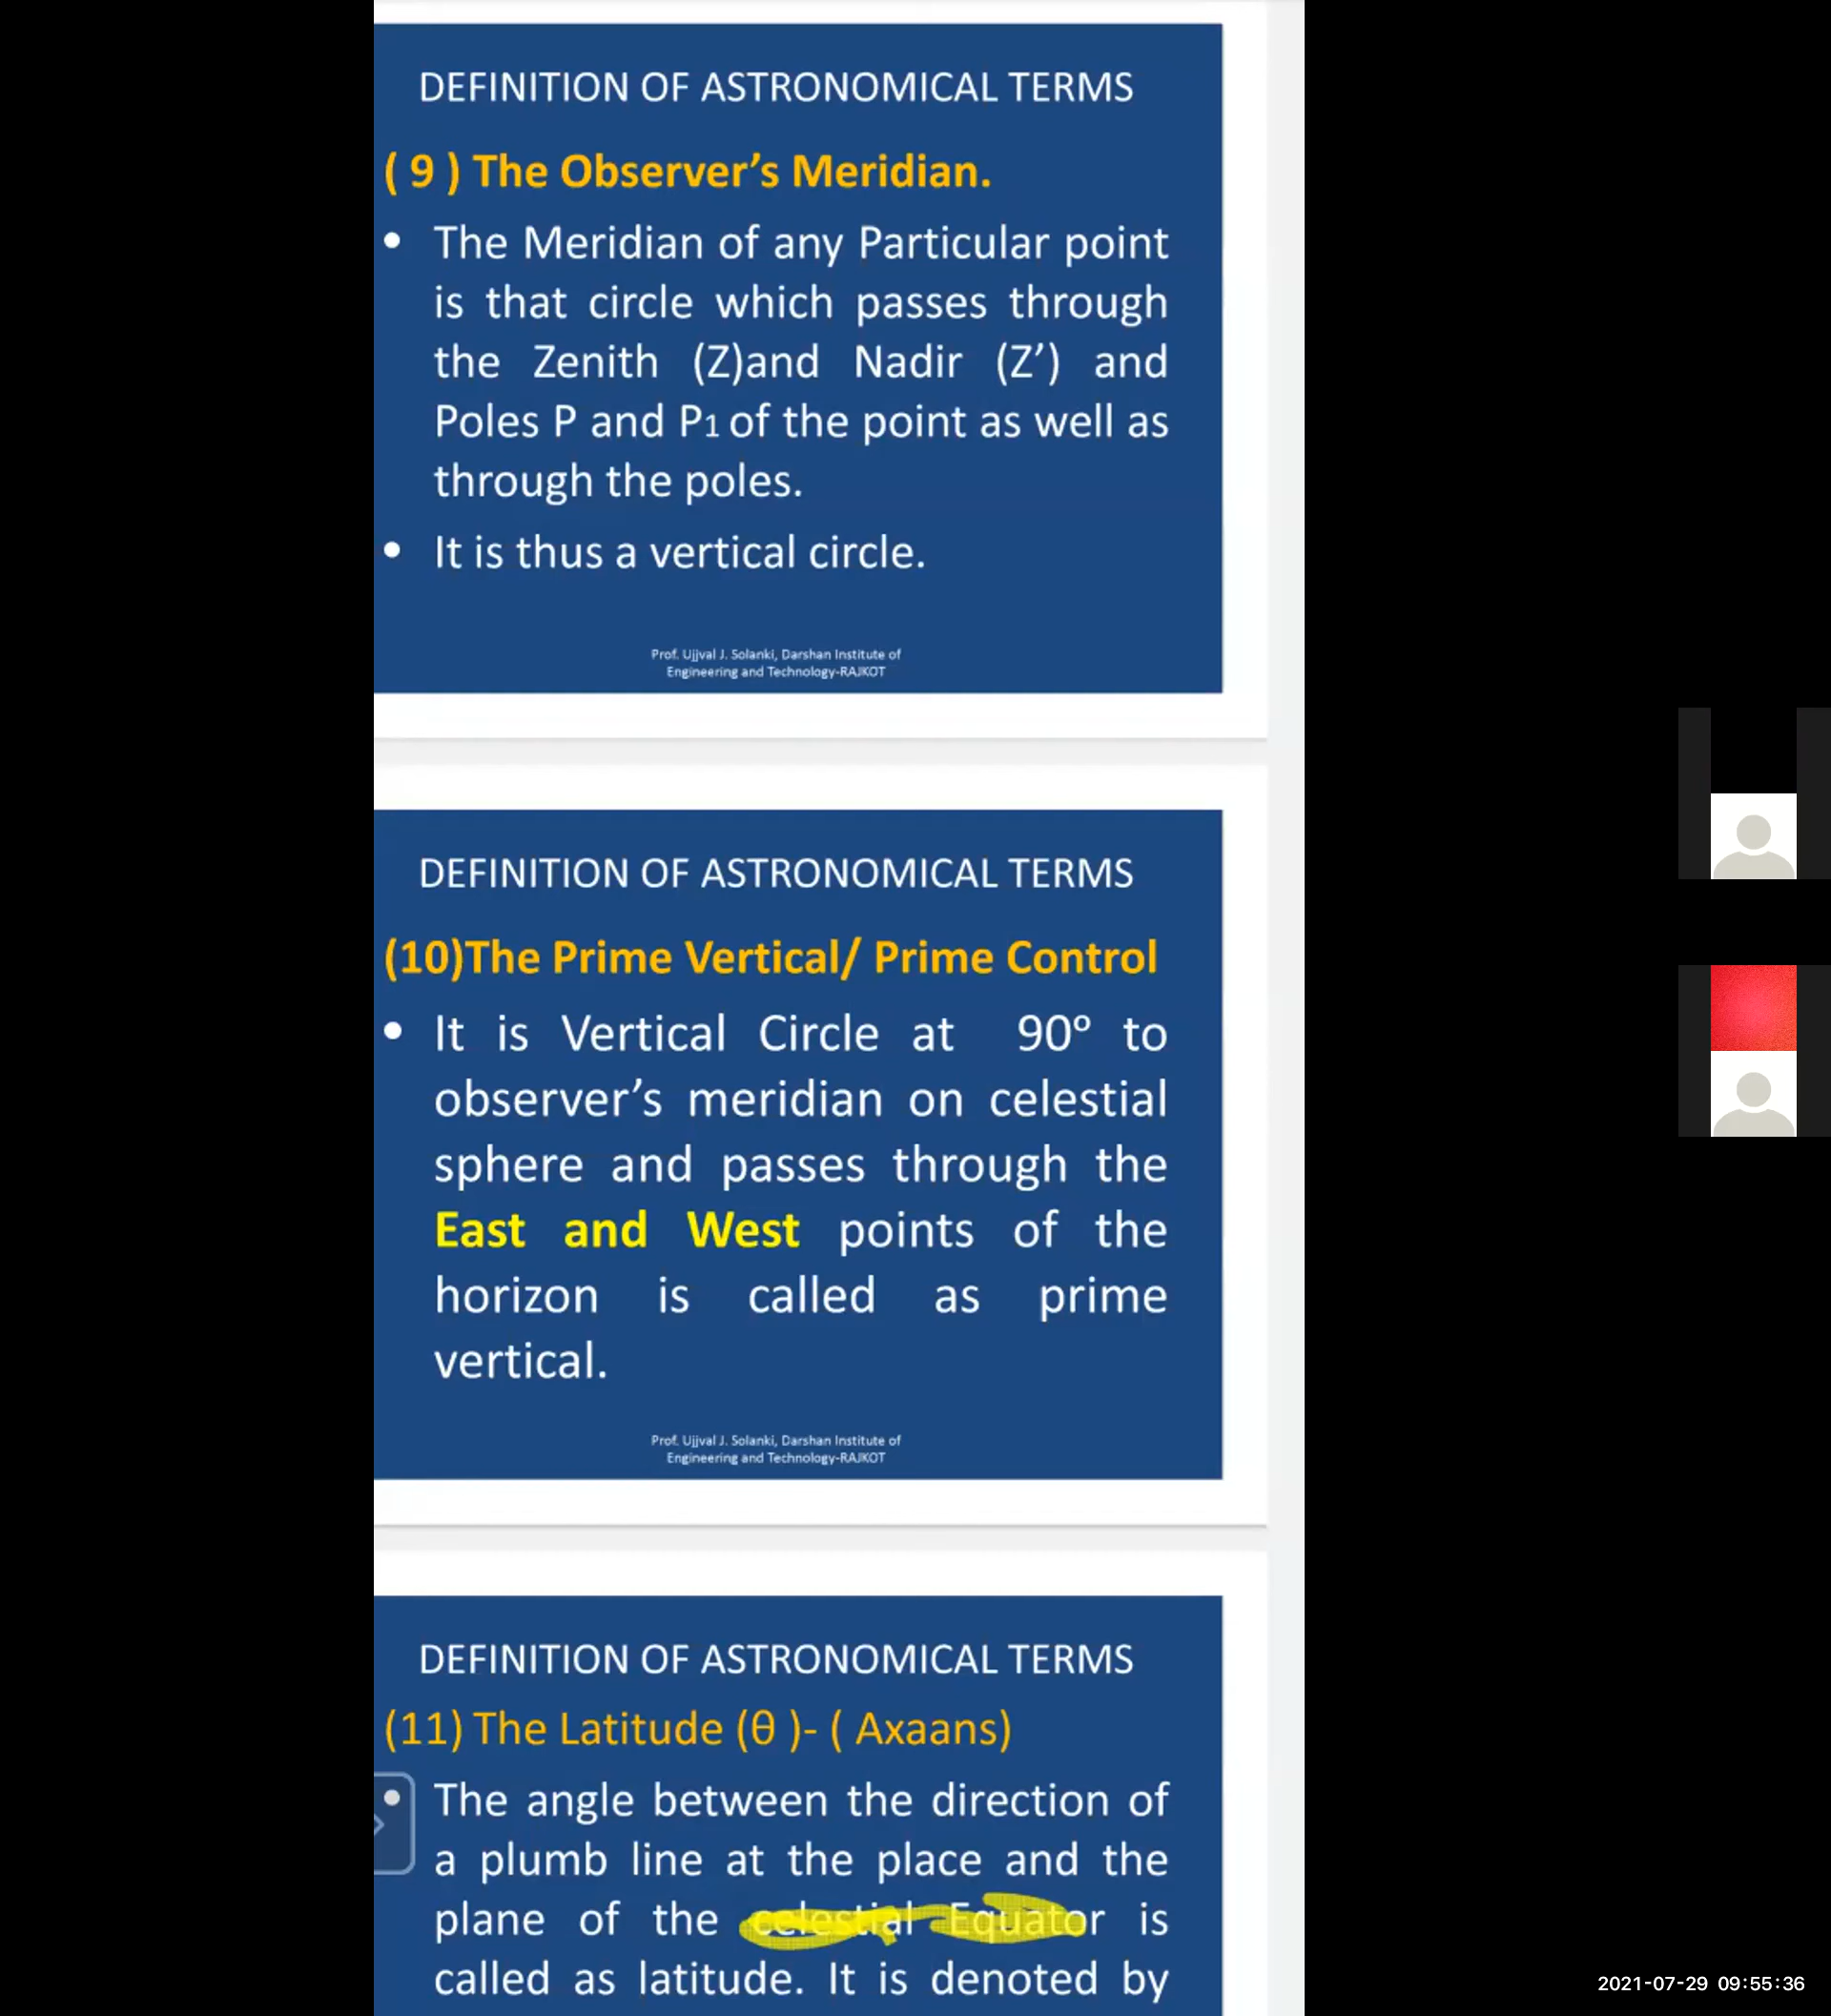 DEFINITION OF ASTRONOMICAL TERMS
( 9 ) The Observer’s Meridian.
• The Meridian of any Particular point
is that circle which passes through
the Zenith (Z)and Nadir (Z’) and
Poles P and P1 of the point as well as
through the poles.
• It is thus a vertical circle.
Prof. Ujjval J. Solanki, Darshan Institute of
Engineering and Technology-RAJKOT
DEFINITION OF ASTRONOMICAL TERMS
(10)The Prime Vertical/ Prime Control
• It is Vertical Circle at 90º to
observer’s meridian on celestial
sphere and passes through the
East and West points of the
horizon is called as prime
vertical.
Prof. Ujjval J. Solanki, Darshan Institute of
Engineering and Technology-RAJKOT
DEFINITION OF ASTRONOMICAL TERMS
(11) The Latitude (θ )- ( Axaans)
• The angle between the direction of
a plumb line at the place and the
plane of the celestial Equator is
called as latitude. It is denoted by
2021-07-29 09:55:36